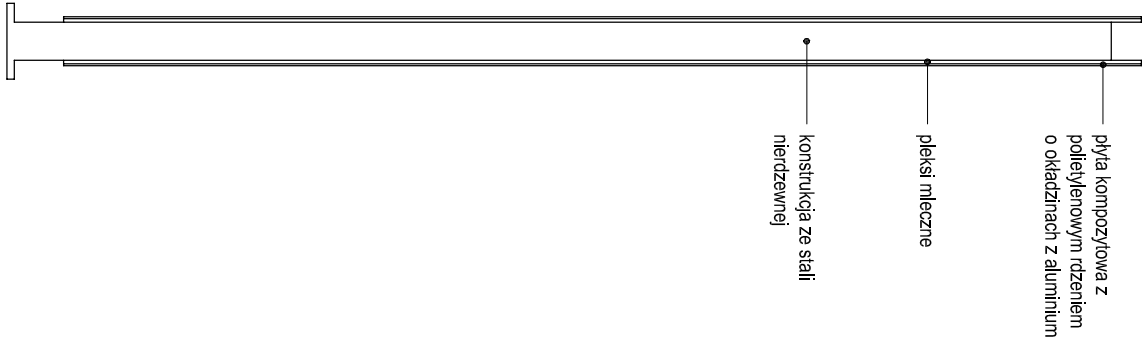 płyta kompozytowa z
polietylenowym rdzeniem
o okładzinach z aluminium
pleksi mleczne
konstrukcja ze stali
nierdzewnej